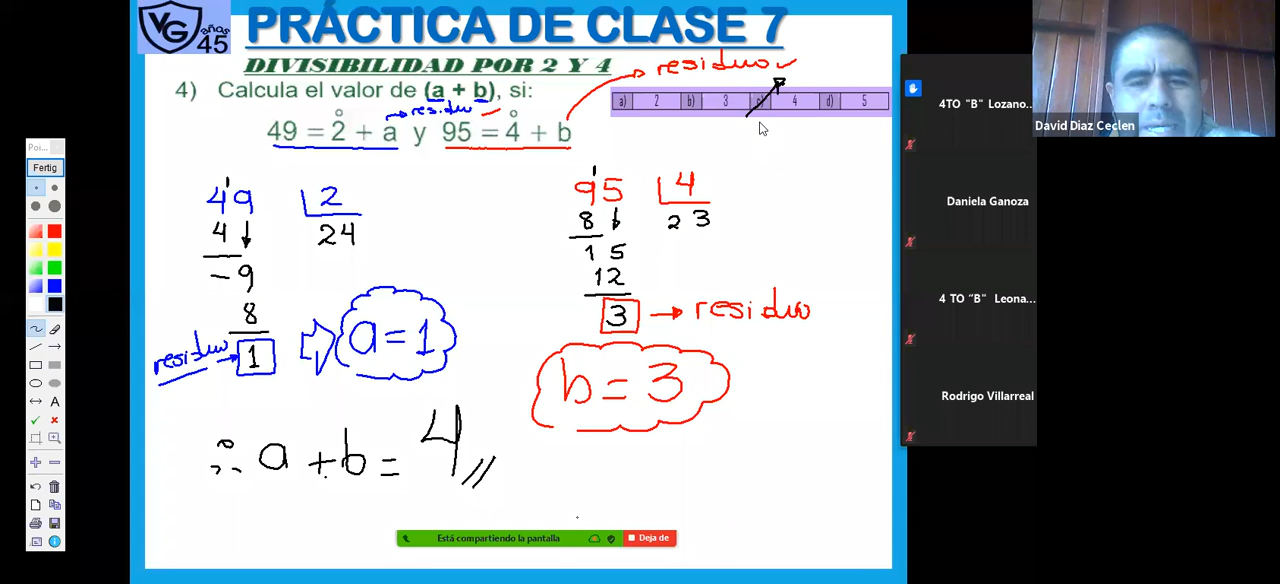 VG
años
45
PRÁCTICA DE CLASE 7
DIVISIBILIDAD POR 2 Y 4
residuo
4) Calcula el valor de (a + b), si:
a) 2 b) 3 c) 4 d) 5
residuo
49 = 2̊ + a y 95 = 4̊ + b
49 2
4 24
-9
8
residuo 1
a = 1
95 4
8 23
15
12
3 → residuo
b = 3
∴ a + b = 4 //
Poi...
Fertig
A
Está compartiendo la pantalla
Deja de
4TO "B" Lozano...
David Diaz Ceclen
Daniela Ganoza
4 TO "B" Leona...
Rodrigo Villarreal